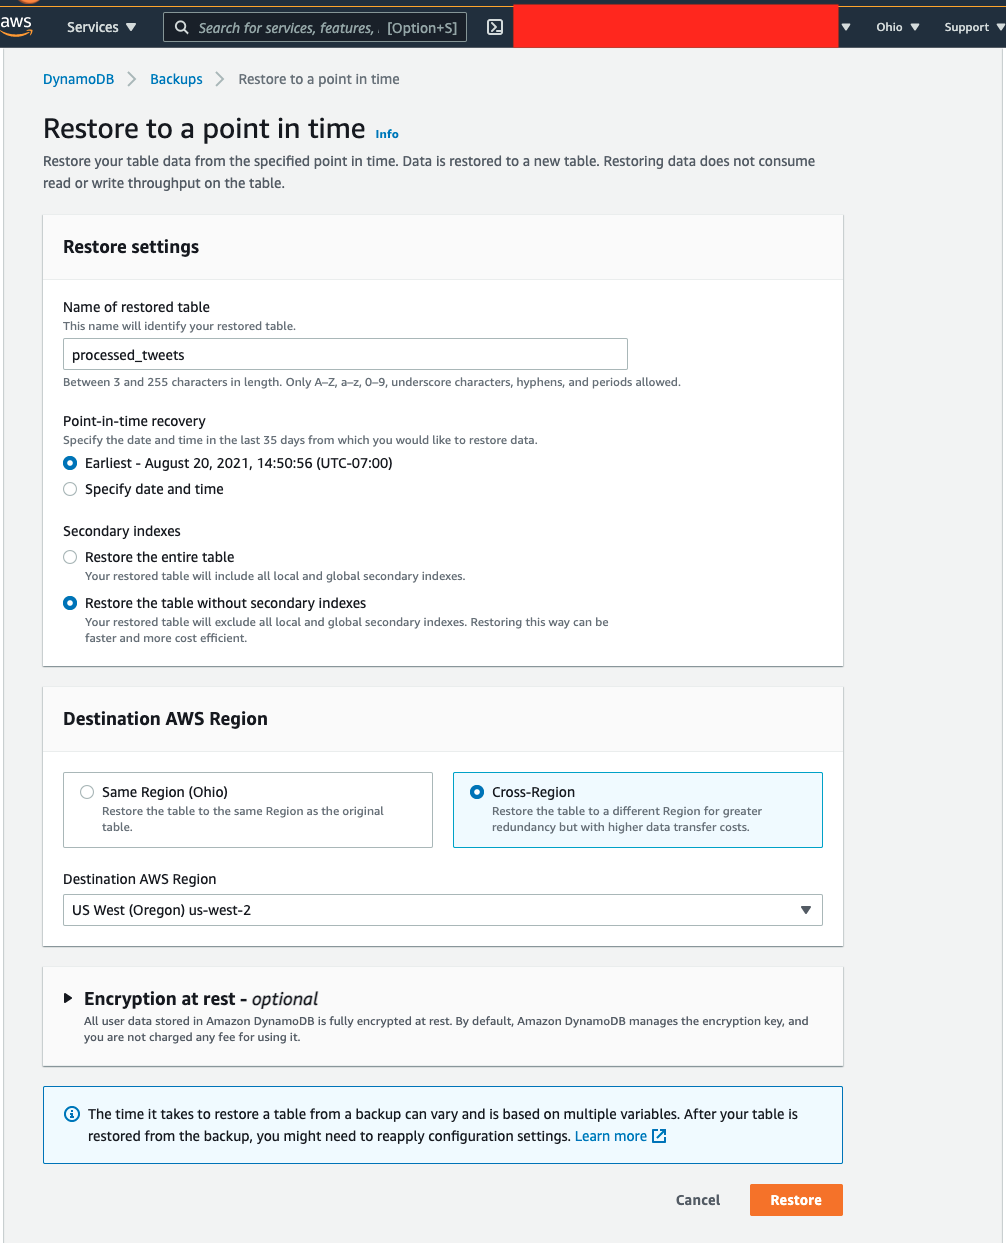 aws Services Search for services, features, . [Option+S] Ohio Support
DynamoDB Backups Restore to a point in time
Restore to a point in time Info
Restore your table data from the specified point in time. Data is restored to a new table. Restoring data does not consume
read or write throughput on the table.
Restore settings
Name of restored table
This name will identify your restored table.
processed_tweets
Between 3 and 255 characters in length. Only A–Z, a–z, 0–9, underscore characters, hyphens, and periods allowed.
Point-in-time recovery
Specify the date and time in the last 35 days from which you would like to restore data.
Earliest - August 20, 2021, 14:50:56 (UTC-07:00)
Specify date and time
Secondary indexes
Restore the entire table
Your restored table will include all local and global secondary indexes.
Restore the table without secondary indexes
Your restored table will exclude all local and global secondary indexes. Restoring this way can be
faster and more cost efficient.
Destination AWS Region
Same Region (Ohio)
Restore the table to the same Region as the original
table.
Cross-Region
Restore the table to a different Region for greater
redundancy but with higher data transfer costs.
Destination AWS Region
US West (Oregon) us-west-2
Encryption at rest - optional
All user data stored in Amazon DynamoDB is fully encrypted at rest. By default, Amazon DynamoDB manages the encryption key, and
you are not charged any fee for using it.
The time it takes to restore a table from a backup can vary and is based on multiple variables. After your table is
restored from the backup, you might need to reapply configuration settings. Learn more
Cancel Restore